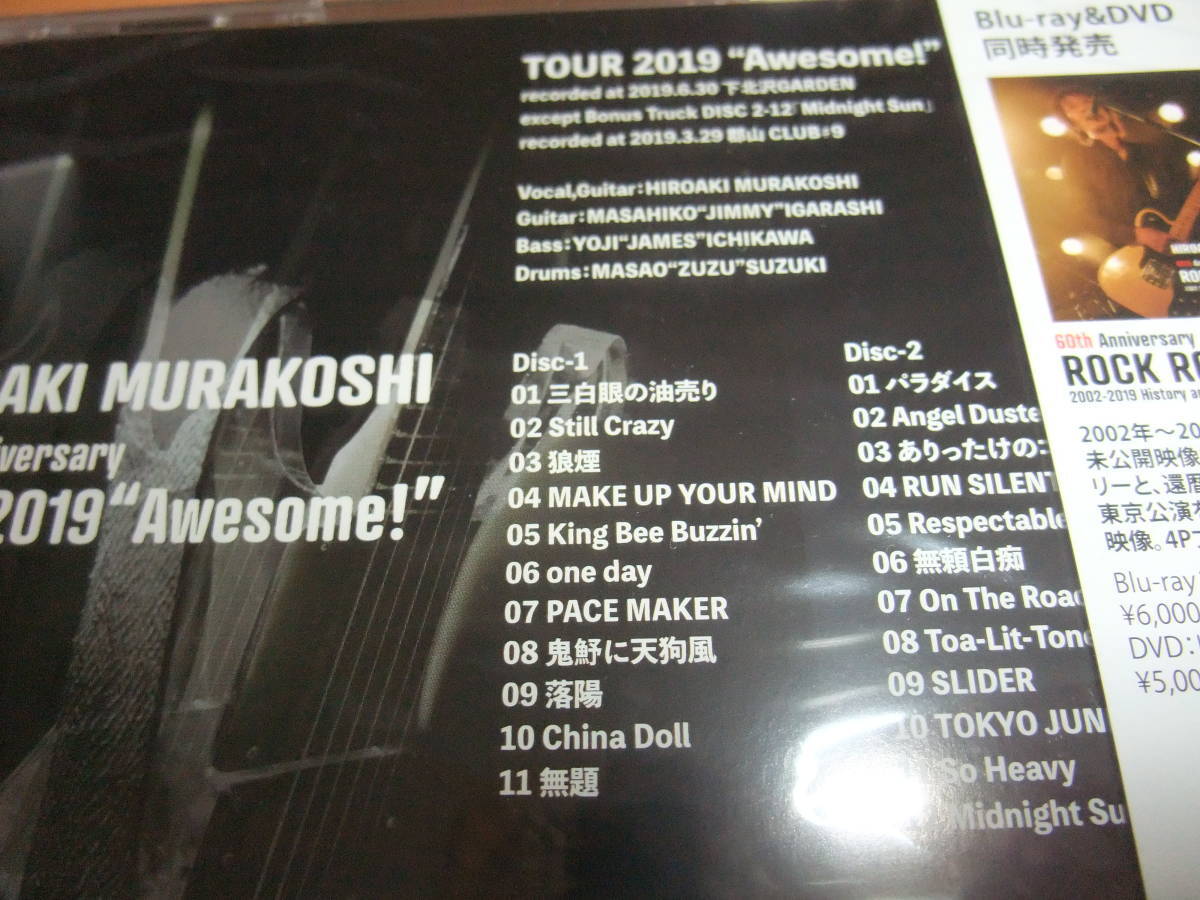 TOUR 2019 “Awesome!”
recorded at 2019.6.30 下北沢GARDEN
except Bonus Truck DISC 2-12「Midnight Sun」
recorded at 2019.3.29 郡山 CLUB#9
Vocal,Guitar:HIROAKI MURAKOSHI
Guitar:MASAHIKO“JIMMY”IGARASHI
Bass:YOJI“JAMES”ICHIKAWA
Drums:MASAO“ZUZU”SUZUKI
AKI MURAKOSHI
iversary
2019 “Awesome!”
Disc-1
01 三白眼の油売り
02 Still Crazy
03 狼煙
04 MAKE UP YOUR MIND
05 King Bee Buzzin’
06 one day
07 PACE MAKER
08 鬼魣に天狗風
09 落陽
10 China Doll
11 無題
Disc-2
01 パラダイス
02 Angel Duste
03 ありったけの
04 RUN SILENT
05 Respectable
06 無頼白痴
07 On The Road
08 Toa-Lit-Tone
09 SLIDER
10 TOKYO JUN
So Heavy
Midnight Su
Blu-ray&DVD
同時発売
60th Anniversary
ROCK RO
2002-2019 History an
2002年～20
未公開映像
リーと、還暦
東京公演
映像。4P
Blu-ray
¥6,000
DVD:
¥5,00